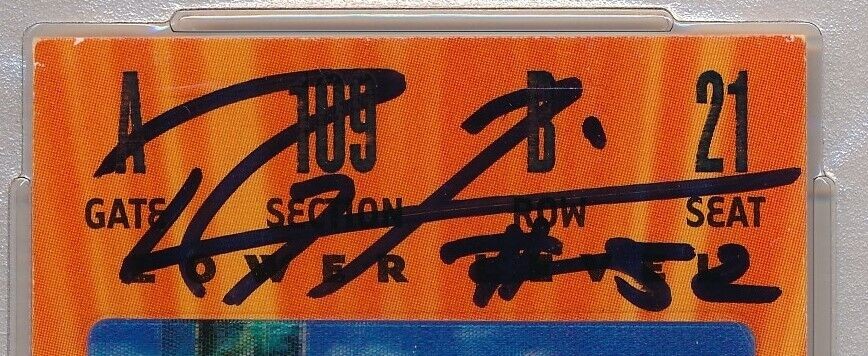 A 109 B 21
GATE SECTION ROW SEAT
LOWER LEVEL
#52